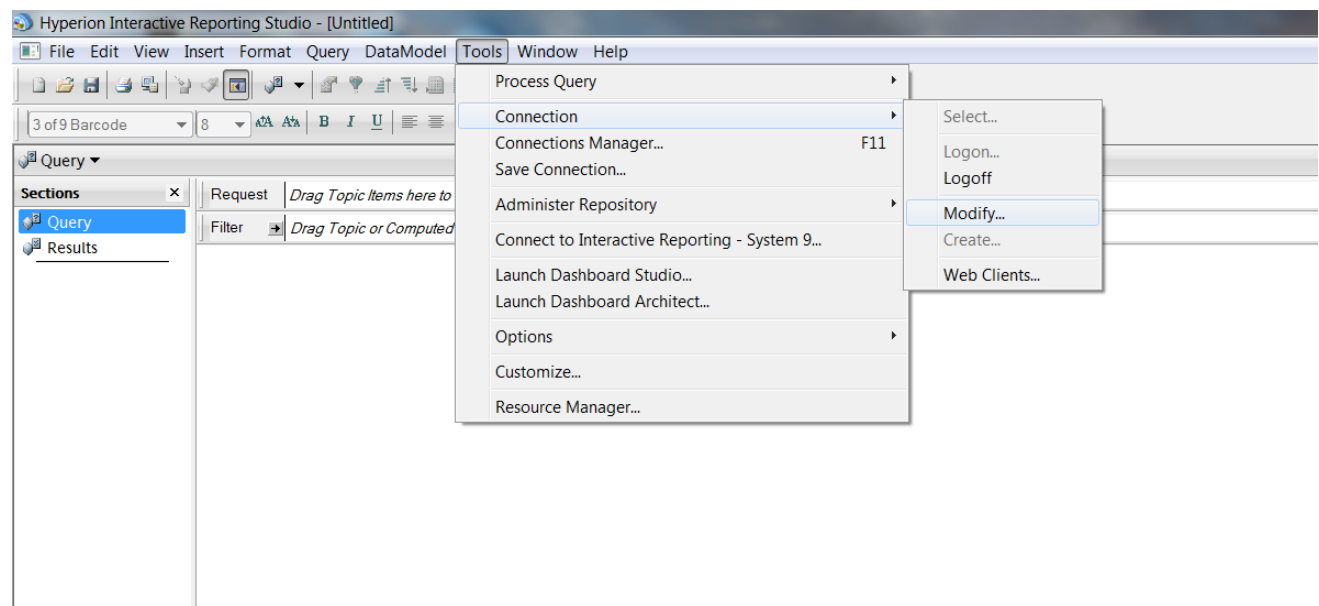 Hyperion Interactive Reporting Studio - [Untitled]
File Edit View Insert Format Query DataModel Tools Window Help
3 of 9 Barcode 8 B I U
Query
Sections x
Query
Results
Request Drag Topic Items here to
Filter Drag Topic or Computed
Process Query
Connection
Connections Manager... F11
Save Connection...
Administer Repository
Connect to Interactive Reporting - System 9...
Launch Dashboard Studio...
Launch Dashboard Architect...
Options
Customize...
Resource Manager...
Select...
Logon...
Logoff
Modify...
Create...
Web Clients...